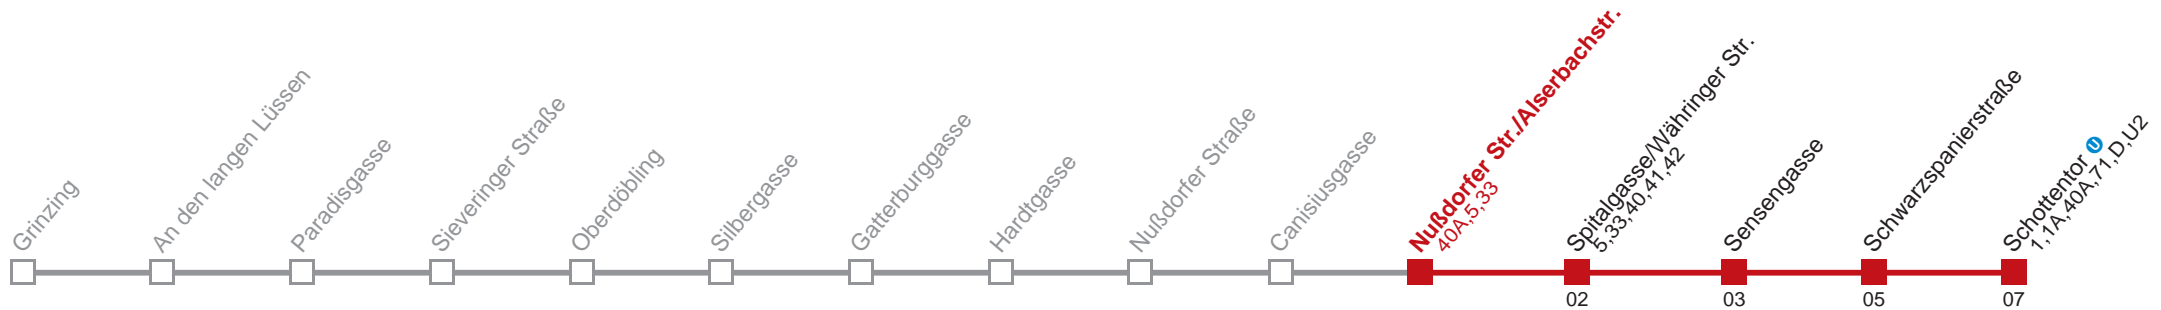 Grinzing
An den langen Lüssen
Paradisgasse
Sieveringer Straße
Oberdöbling
Silbergasse
Gatterburggasse
Hardtgasse
Nußdorfer Straße
Canisiusgasse
Nußdorfer Str./Alserbachstr.
40A,5,33
Spitalgasse/Währinger Str.
5,33,40,41,42
Sensengasse
Schwarzspanierstraße
Schottentor U
1,1A,40A,71,D,U2
02
03
05
07